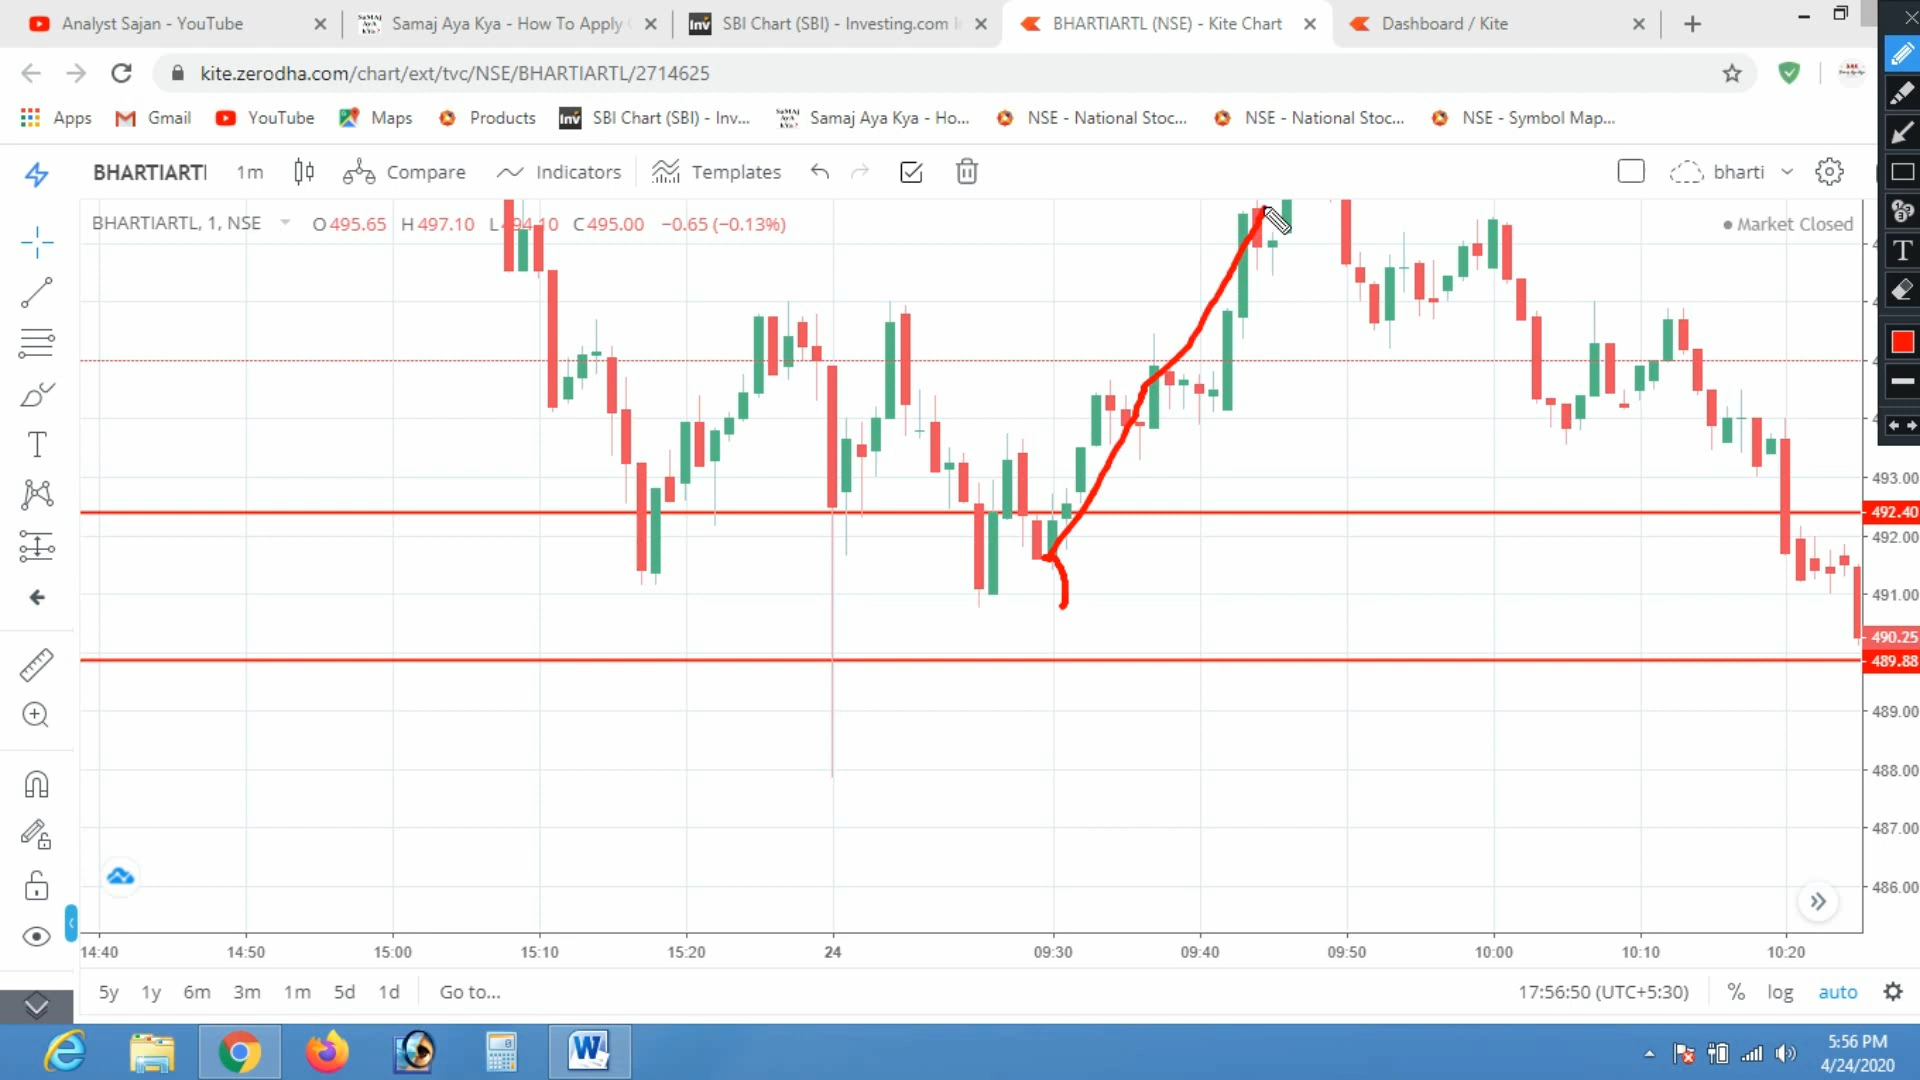 Analyst Sajan - YouTube
Samaj Aya Kya - How To Apply
SBI Chart (SBI) - Investing.com
BHARTIARTL (NSE) - Kite Chart
Dashboard / Kite
kite.zerodha.com/chart/ext/tvc/NSE/BHARTIARTL/2714625
Apps
Gmail
YouTube
Maps
Products
SBI Chart (SBI) - Inv...
Samaj Aya Kya - Ho...
NSE - National Stoc...
NSE - National Stoc...
NSE - Symbol Map...
BHARTIARTL
1m
Compare
Indicators
Templates
bharti
BHARTIARTL, 1, NSE
O495.65 H497.10 L494.10 C495.00 −0.65 (−0.13%)
Market Closed
493.00
492.40
492.00
491.00
490.25
489.88
489.00
488.00
487.00
486.00
14:40 14:50 15:00 15:10 15:20 24 09:30 09:40 09:50 10:00 10:10 10:20
5y 1y 6m 3m 1m 5d 1d Go to...
17:56:50 (UTC+5:30) % log auto
5:56 PM
4/24/2020